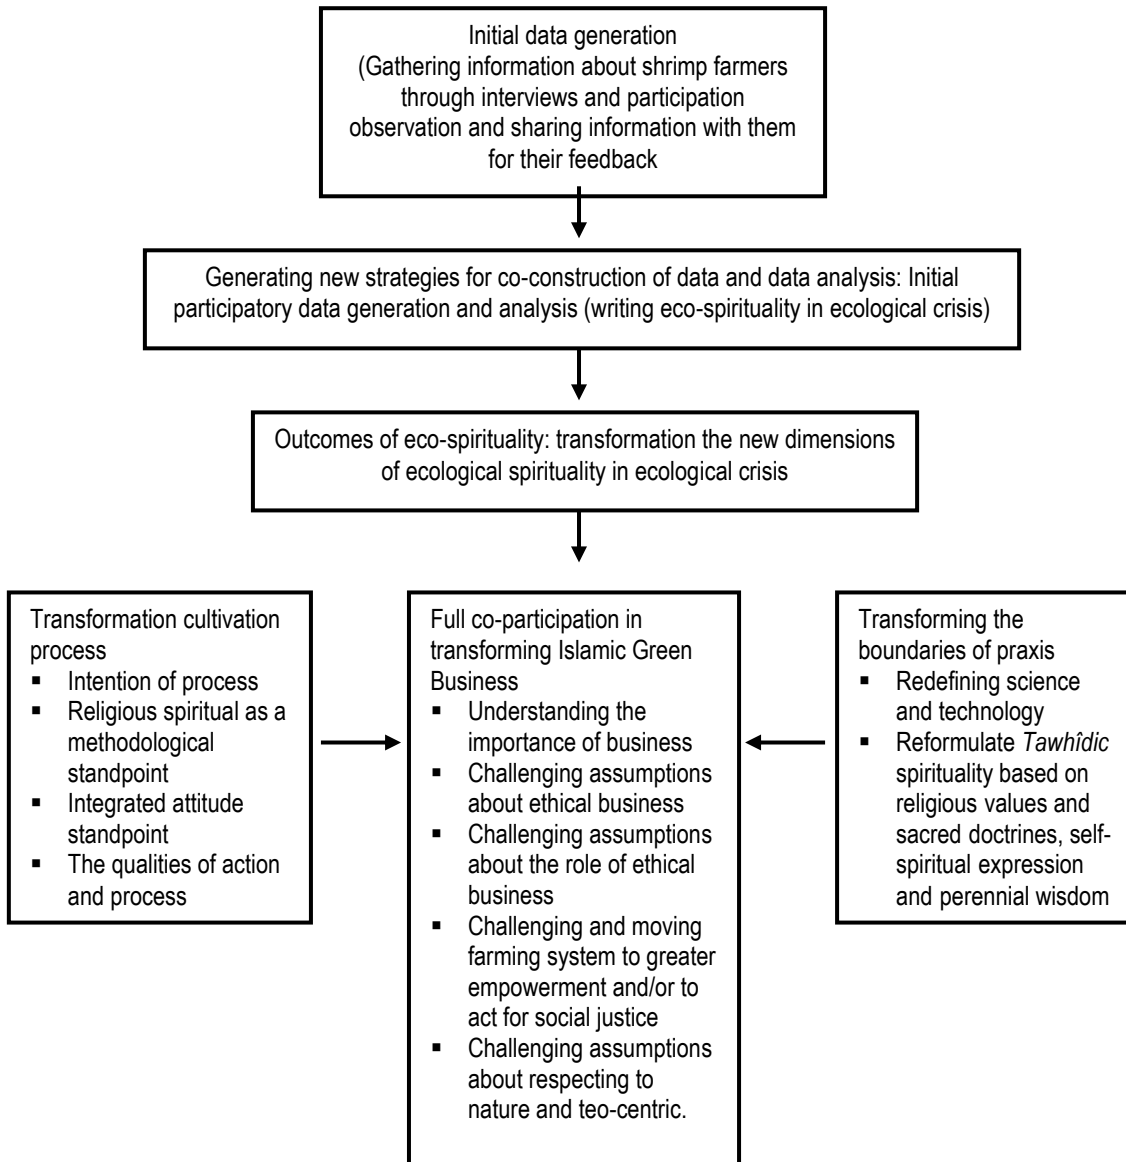 Initial data generation
(Gathering information about shrimp farmers
through interviews and participation
observation and sharing information with them
for their feedback
Generating new strategies for co-construction of data and data analysis: Initial
participatory data generation and analysis (writing eco-spirituality in ecological crisis)
Outcomes of eco-spirituality: transformation the new dimensions
of ecological spirituality in ecological crisis
Transformation cultivation
process
▪ Intention of process
▪ Religious spiritual as a
methodological
standpoint
▪ Integrated attitude
standpoint
▪ The qualities of action
and process
Full co-participation in
transforming Islamic Green
Business
▪ Understanding the
importance of business
▪ Challenging assumptions
about ethical business
▪ Challenging assumptions
about the role of ethical
business
▪ Challenging and moving
farming system to greater
empowerment and/or to
act for social justice
▪ Challenging assumptions
about respecting to
nature and teo-centric.
Transforming the
boundaries of praxis
▪ Redefining science
and technology
▪ Reformulate Tawhîdic
spirituality based on
religious values and
sacred doctrines, self-
spiritual expression
and perennial wisdom